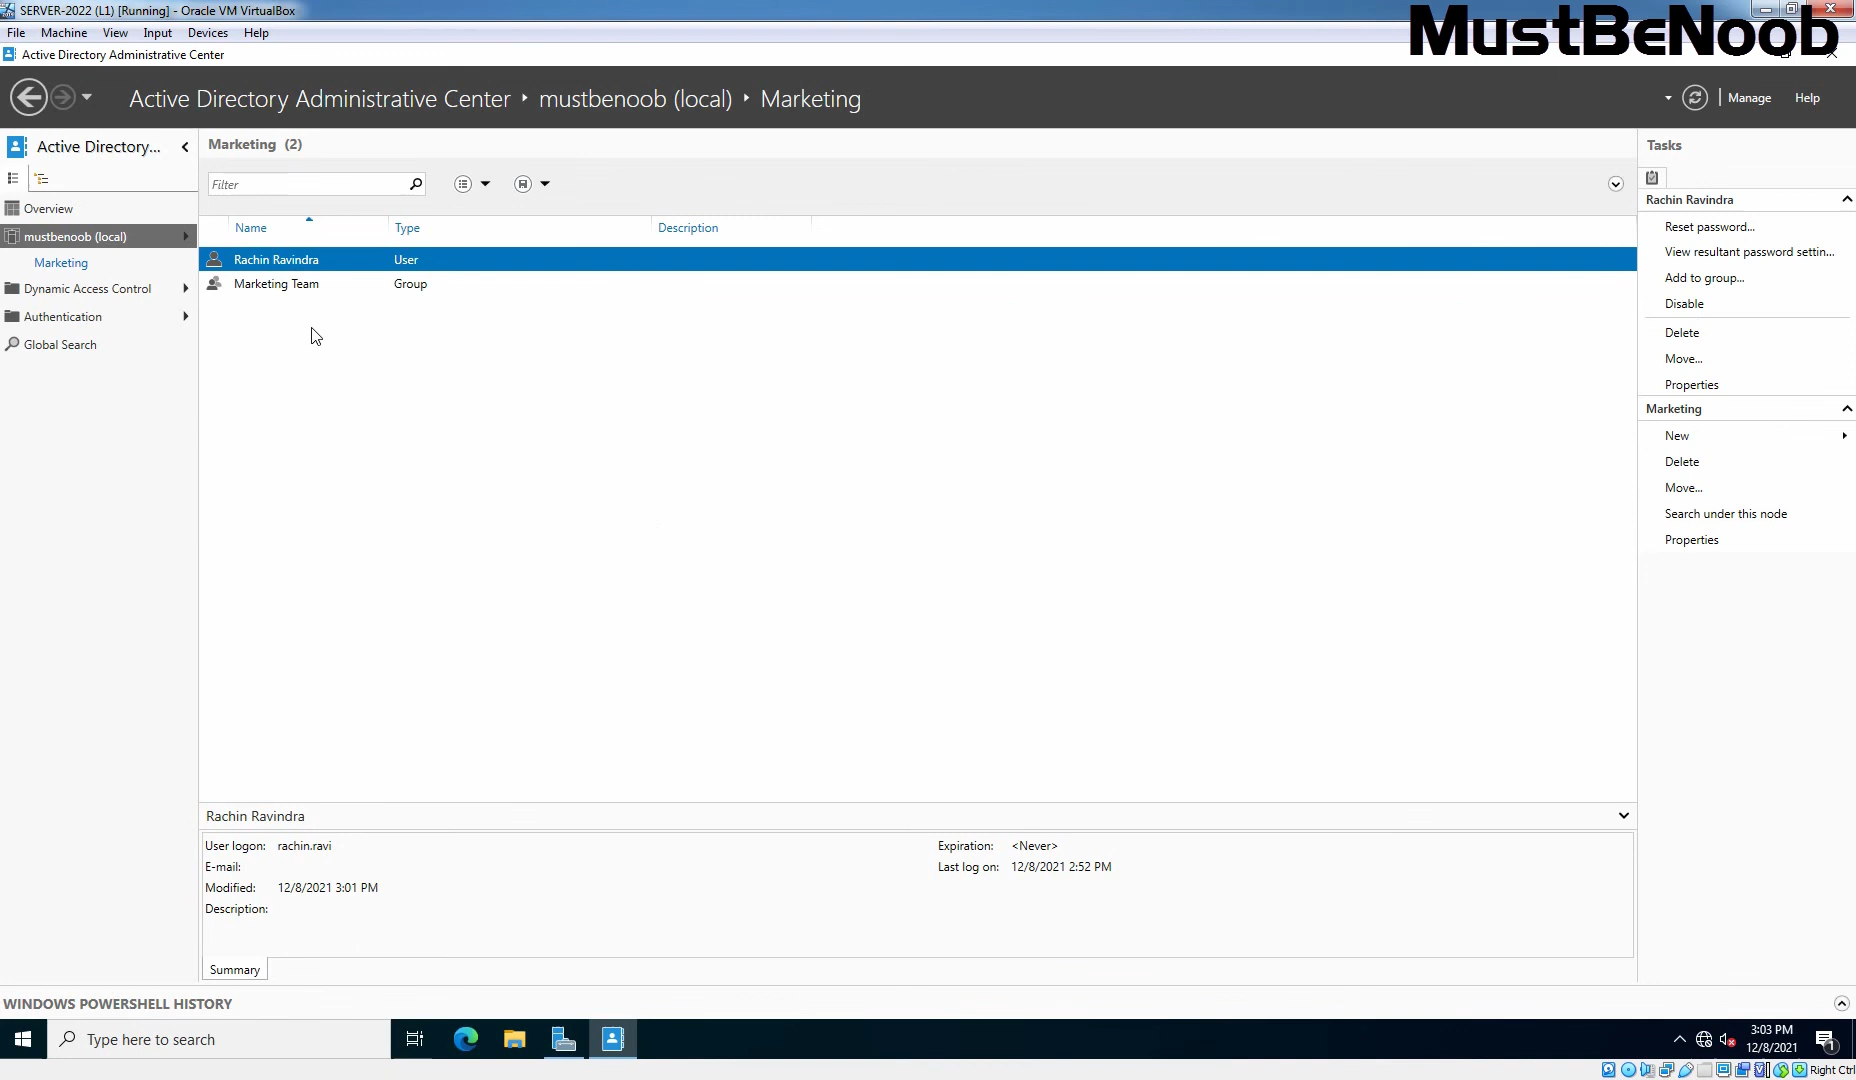 SERVER-2022 (L1) [Running] - Oracle VM VirtualBox
File Machine View Input Devices Help
MustBeNoob
Active Directory Administrative Center
Active Directory Administrative Center mustbenoob (local) Marketing
Manage Help
Active Directory...
Overview
mustbenoob (local)
Marketing
Dynamic Access Control
Authentication
Global Search
Marketing (2)
Filter
Name Type Description
Rachin Ravindra User
Marketing Team Group
Tasks
Rachin Ravindra
Reset password...
View resultant password settin...
Add to group...
Disable
Delete
Move...
Properties
Marketing
New
Delete
Move...
Search under this node
Properties
Rachin Ravindra
User logon: rachin.ravi
E-mail:
Modified: 12/8/2021 3:01 PM
Description:
Expiration: <Never>
Last log on: 12/8/2021 2:52 PM
Summary
WINDOWS POWERSHELL HISTORY
Type here to search
3:03 PM
12/8/2021
1
Right Ctrl